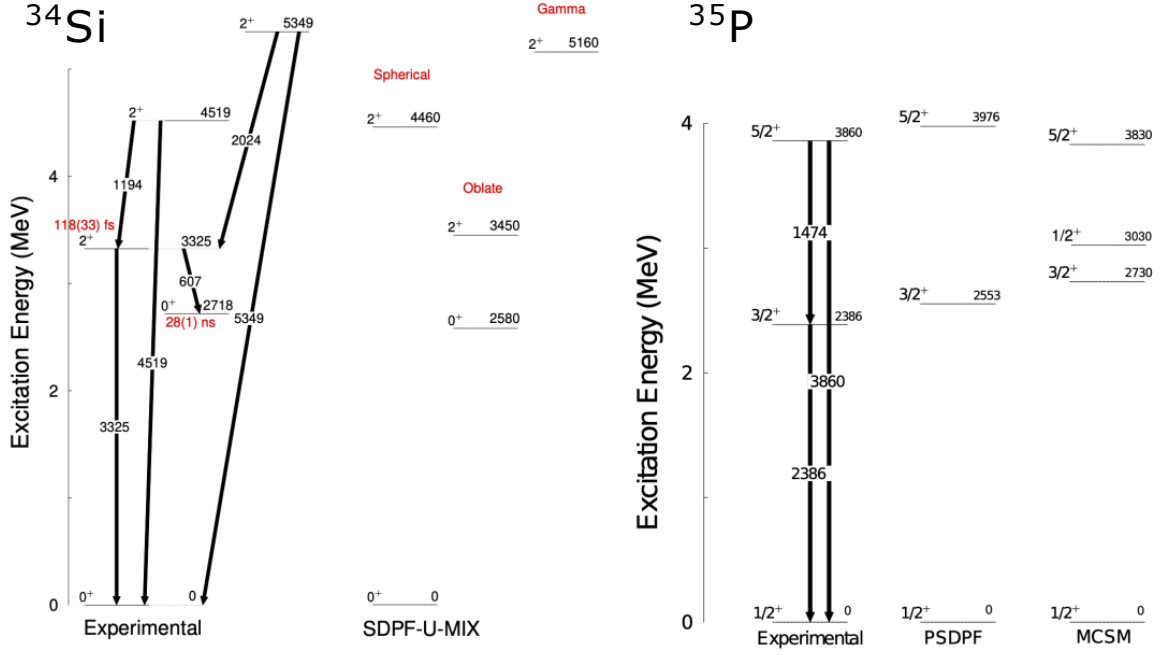 ³⁴Si
Gamma
³⁵P
2⁺ 5349
2⁺ 5160
Spherical
2⁺ 4519
2⁺ 4460
2024
1194
Oblate
118(33) fs
2⁺ 3325
2⁺ 3450
607
0⁺ 2718
28(1) ns
0⁺ 2580
5349
4519
3325
0⁺ 0
0⁺ 0
4
2
0
Excitation Energy (MeV)
Experimental
SDPF-U-MIX
4
2
0
Excitation Energy (MeV)
5/2⁺ 3860
5/2⁺ 3976
5/2⁺ 3830
1474
1/2⁺ 3030
3/2⁺ 2730
3/2⁺ 2553
3/2⁺ 2386
3860
2386
1/2⁺ 0
1/2⁺ 0
1/2⁺ 0
Experimental
PSDPF
MCSM